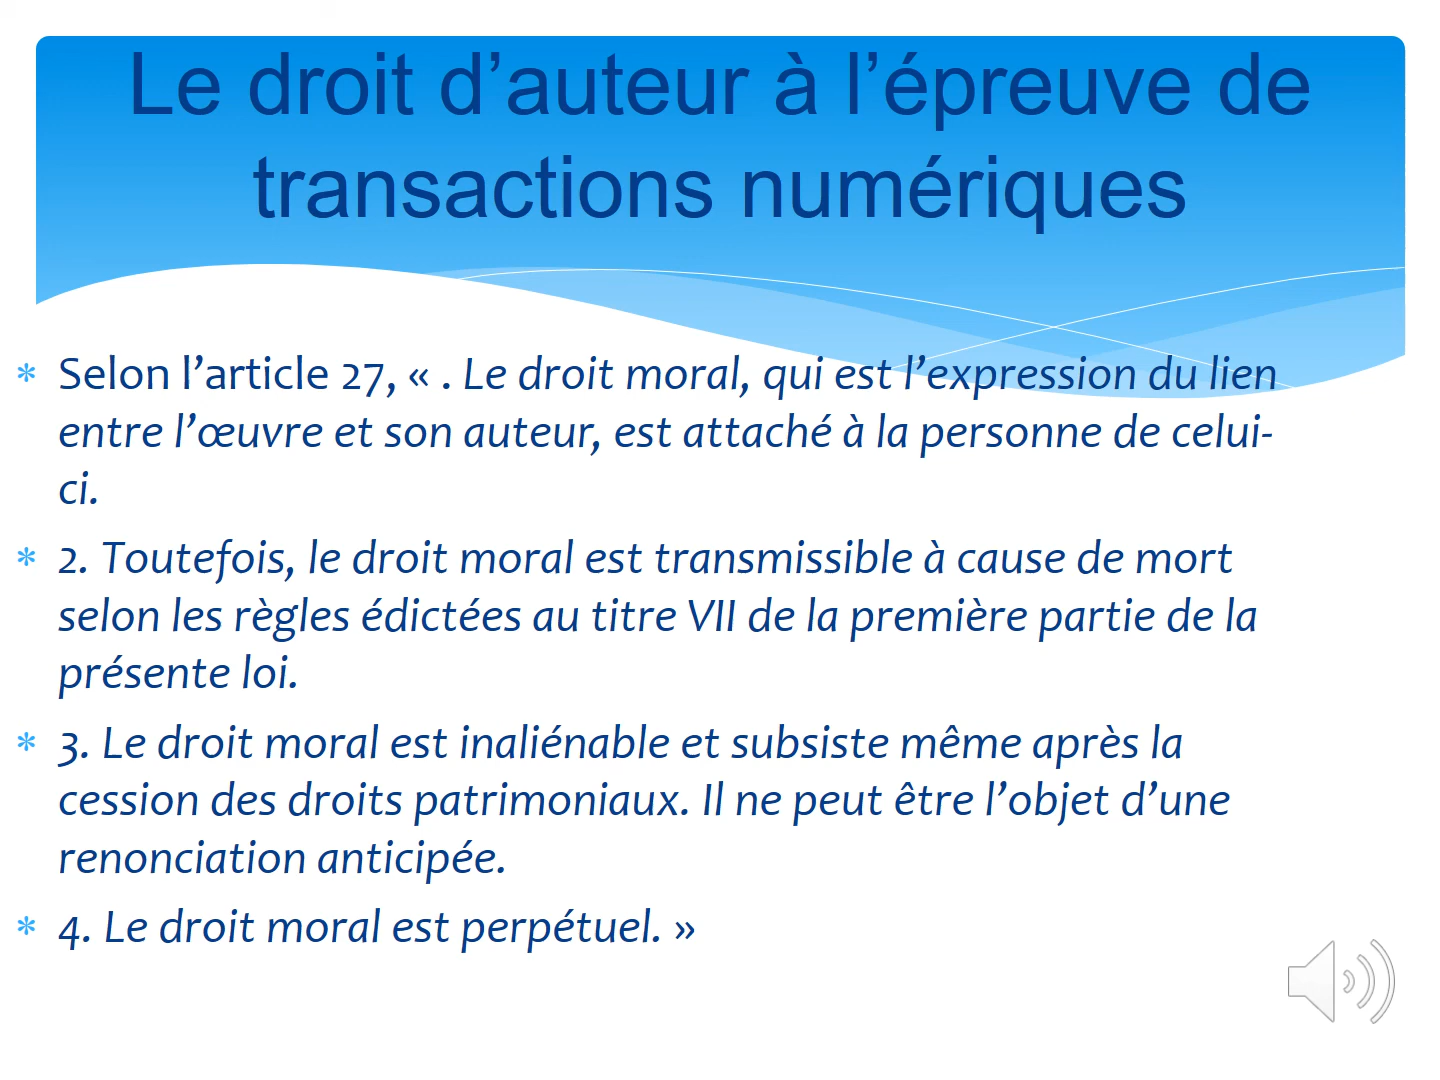 Le droit d’auteur à l’épreuve de
transactions numériques
* Selon l’article 27, « . Le droit moral, qui est l’expression du lien
entre l’œuvre et son auteur, est attaché à la personne de celui-
ci.
* 2. Toutefois, le droit moral est transmissible à cause de mort
selon les règles édictées au titre VII de la première partie de la
présente loi.
* 3. Le droit moral est inaliénable et subsiste même après la
cession des droits patrimoniaux. Il ne peut être l’objet d’une
renonciation anticipée.
* 4. Le droit moral est perpétuel. »